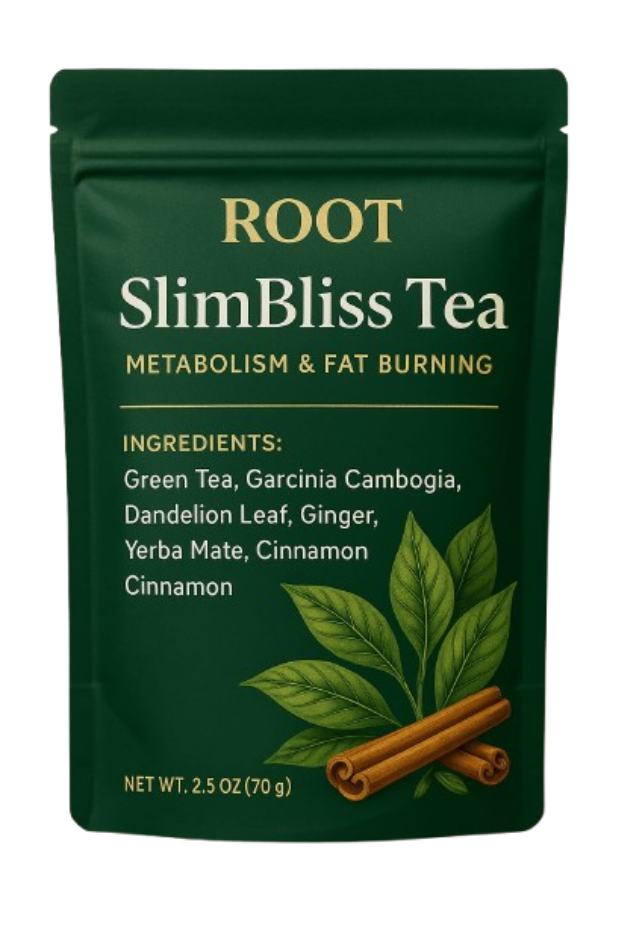 ROOT
SlimBliss Tea
METABOLISM & FAT BURNING
INGREDIENTS:
Green Tea, Garcinia Cambogia,
Dandelion Leaf, Ginger,
Yerba Mate, Cinnamon
Cinnamon
NET WT. 2.5 OZ (70 g)